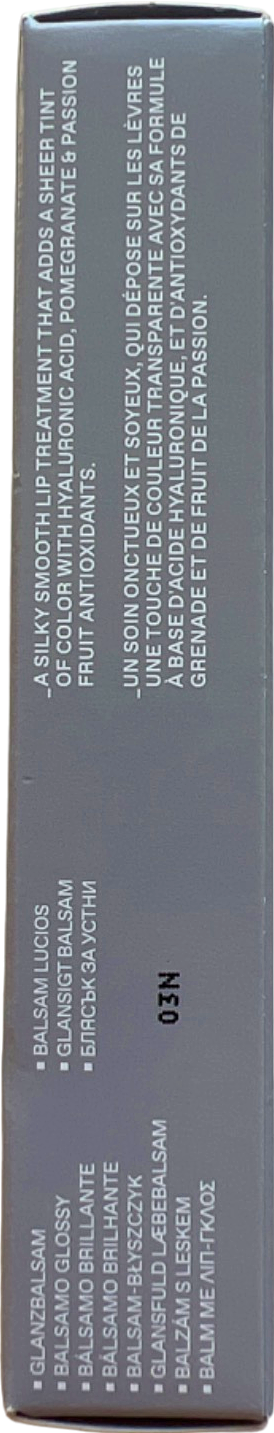 ▪ GLANZBALSAM
▪ BALSAMO GLOSSY
▪ BÁLSAMO BRILLANTE
▪ BÁLSAMO BRILHANTE
▪ BALSAM-BŁYSZCZYK
▪ GLANSFULD LÆBEBALSAM
▪ BALZÁM S LESKEM
▪ BALM ME ΛΙΠ-ΓΚΛΟΣ
▪ BALSAM LUCIOS
▪ GLANSIGT BALSAM
▪ БЛЯСЪК ЗА УСТНИ
03N
_A SILKY SMOOTH LIP TREATMENT THAT ADDS A SHEER TINT
OF COLOR WITH HYALURONIC ACID, POMEGRANATE & PASSION
FRUIT ANTIOXIDANTS.
_UN SOIN ONCTUEUX ET SOYEUX, QUI DÉPOSE SUR LES LÈVRES
UNE TOUCHE DE COULEUR TRANSPARENTE AVEC SA FORMULE
À BASE D'ACIDE HYALURONIQUE, ET D'ANTIOXYDANTS DE
GRENADE ET DE FRUIT DE LA PASSION.